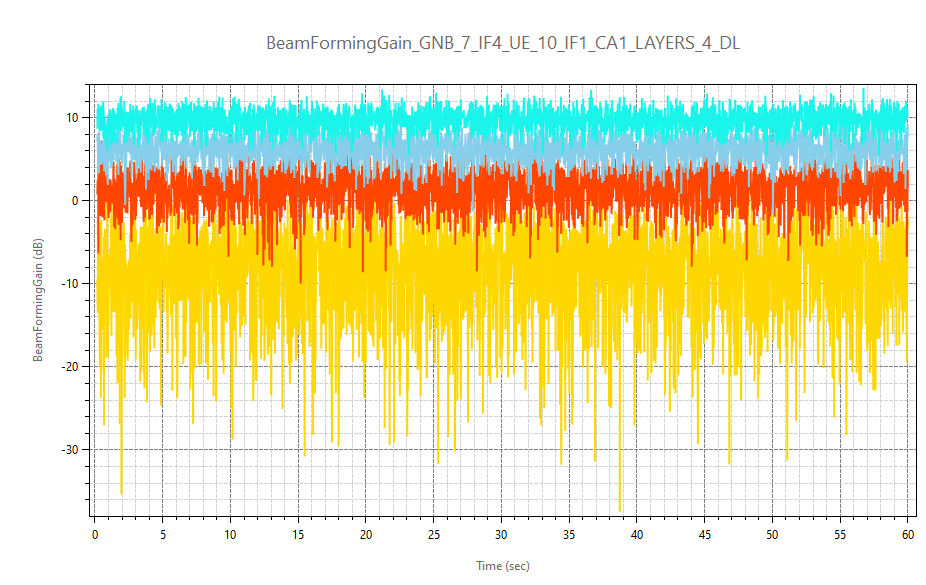 BeamFormingGain_GNB_7_IF4_UE_10_IF1_CA1_LAYERS_4_DL
BeamFormingGain (dB)
10
0
-10
-20
-30
0 5 10 15 20 25 30 35 40 45 50 55 60
Time (sec)